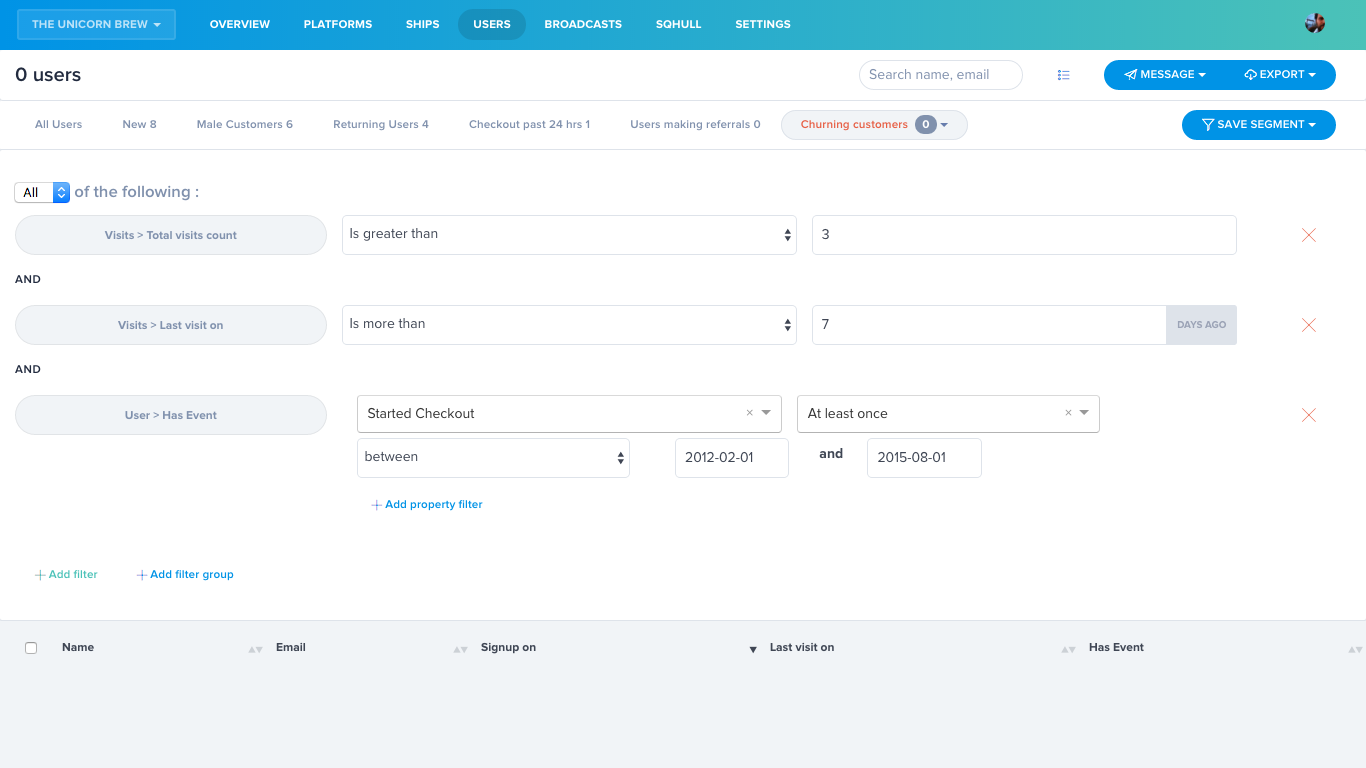 THE UNICORN BREW OVERVIEW PLATFORMS SHIPS USERS BROADCASTS SQHULL SETTINGS
0 users Search name, email MESSAGE EXPORT
All Users New 8 Male Customers 6 Returning Users 4 Checkout past 24 hrs 1 Users making referrals 0 Churning customers 0 SAVE SEGMENT
All of the following :
Visits > Total visits count Is greater than 3
AND
Visits > Last visit on Is more than 7 DAYS AGO
AND
User > Has Event Started Checkout × At least once ×
between 2012-02-01 and 2015-08-01
Add property filter
Add filter Add filter group
Name Email Signup on Last visit on Has Event